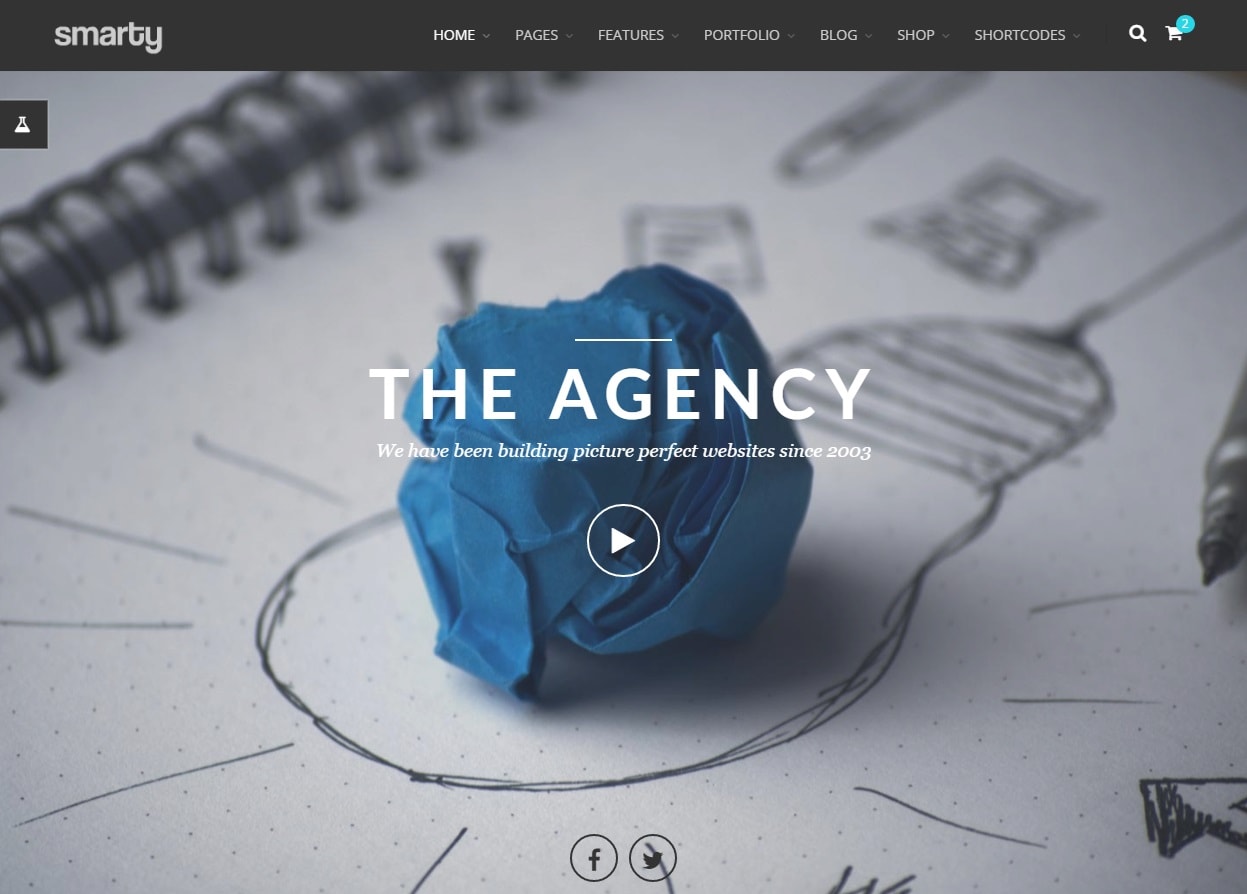 smarty
HOME PAGES FEATURES PORTFOLIO BLOG SHOP SHORTCODES 2
THE AGENCY
We have been building picture perfect websites since 2003